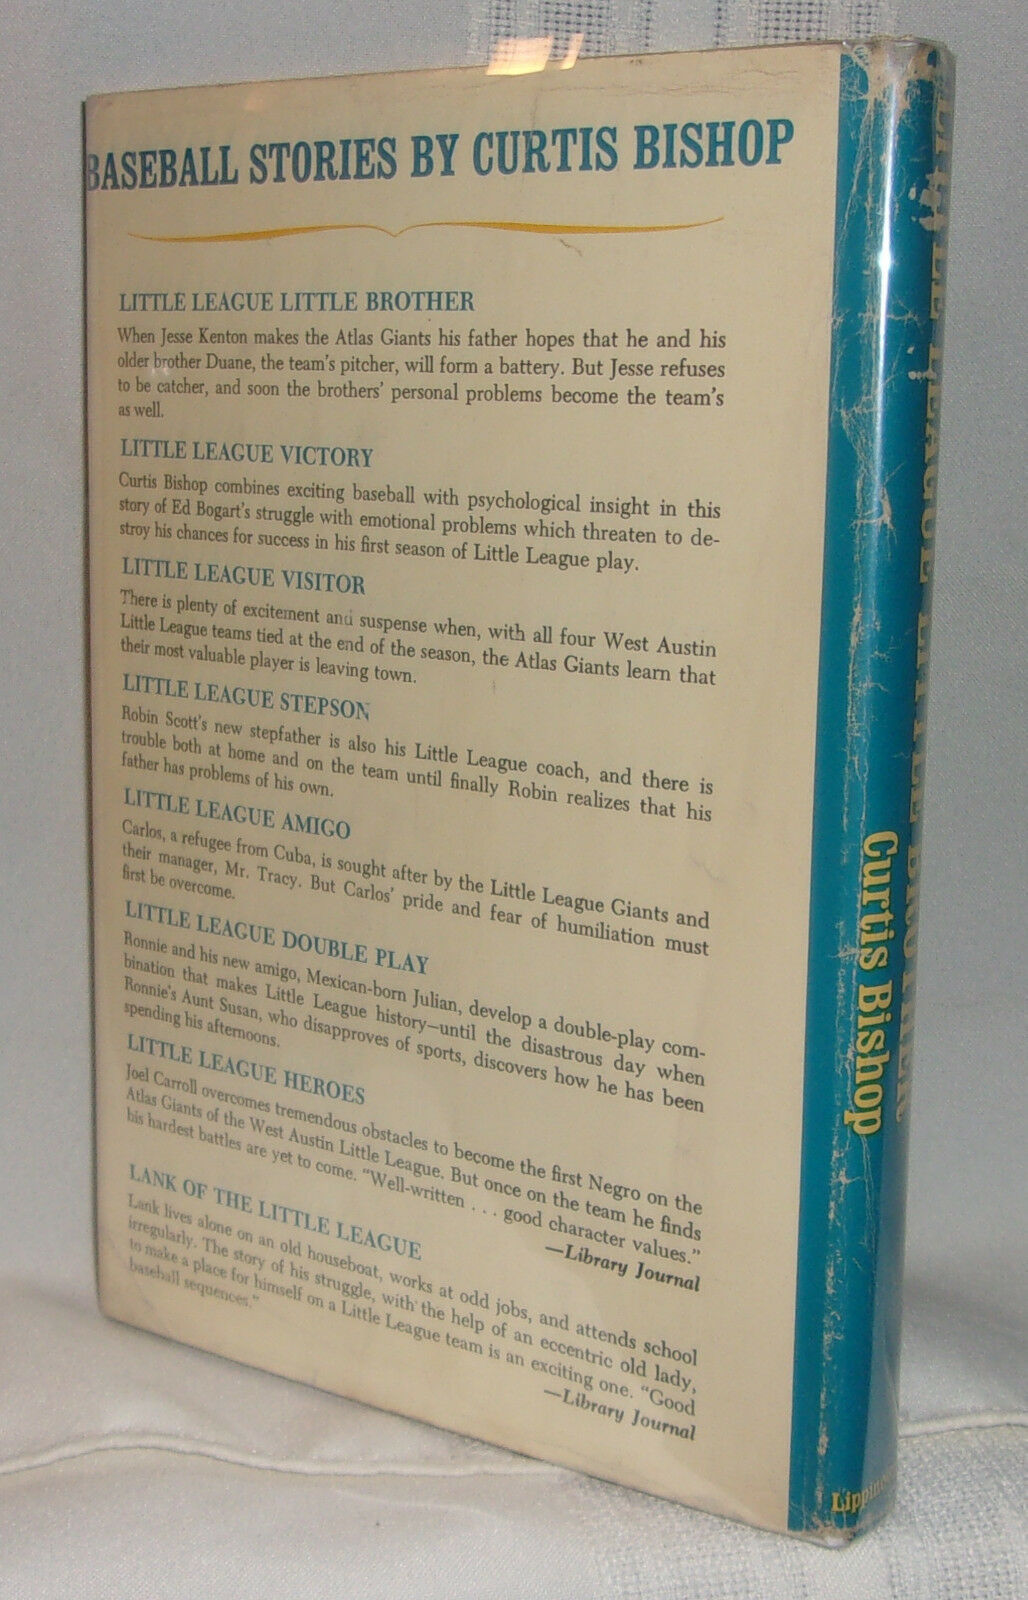 BASEBALL STORIES BY CURTIS BISHOP
LITTLE LEAGUE LITTLE BROTHER
When Jesse Kenton makes the Atlas Giants his father hopes that he and his
older brother Duane, the team's pitcher, will form a battery. But Jesse refuses
to be catcher, and soon the brothers' personal problems become the team's
as well.
LITTLE LEAGUE VICTORY
Curtis Bishop combines exciting baseball with psychological insight in this
story of Ed Bogart's struggle with emotional problems which threaten to de-
stroy his chances for success in his first season of Little League play.
LITTLE LEAGUE VISITOR
There is plenty of excitement and suspense when, with all four West Austin
Little League teams tied at the end of the season, the Atlas Giants learn that
their most valuable player is leaving town.
LITTLE LEAGUE STEPSON
Robin Scott's new stepfather is also his Little League coach, and there is
trouble both at home and on the team until finally Robin realizes that his
father has problems of his own.
LITTLE LEAGUE AMIGO
Carlos, a refugee from Cuba, is sought after by the Little League Giants and
their manager, Mr. Tracy. But Carlos' pride and fear of humiliation must
first be overcome.
LITTLE LEAGUE DOUBLE PLAY
Ronnie and his new amigo, Mexican-born Julian, develop a double-play com-
bination that makes Little League history—until the disastrous day when
Ronnie's Aunt Susan, who disapproves of sports, discovers how he has been
spending his afternoons.
LITTLE LEAGUE HEROES
Joel Carroll overcomes tremendous obstacles to become the first Negro on the
Atlas Giants of the West Austin Little League. But once on the team he finds
his hardest battles are yet to come. "Well-written . . . good character values."
—Library Journal
LANK OF THE LITTLE LEAGUE
Lank lives alone on an old houseboat, works at odd jobs, and attends school
irregularly. The story of his struggle, with the help of an eccentric old lady,
to make a place for himself on a Little League team is an exciting one. "Good
baseball sequences."
—Library Journal
LITTLE LEAGUE LITTLE BROTHER
Curtis Bishop